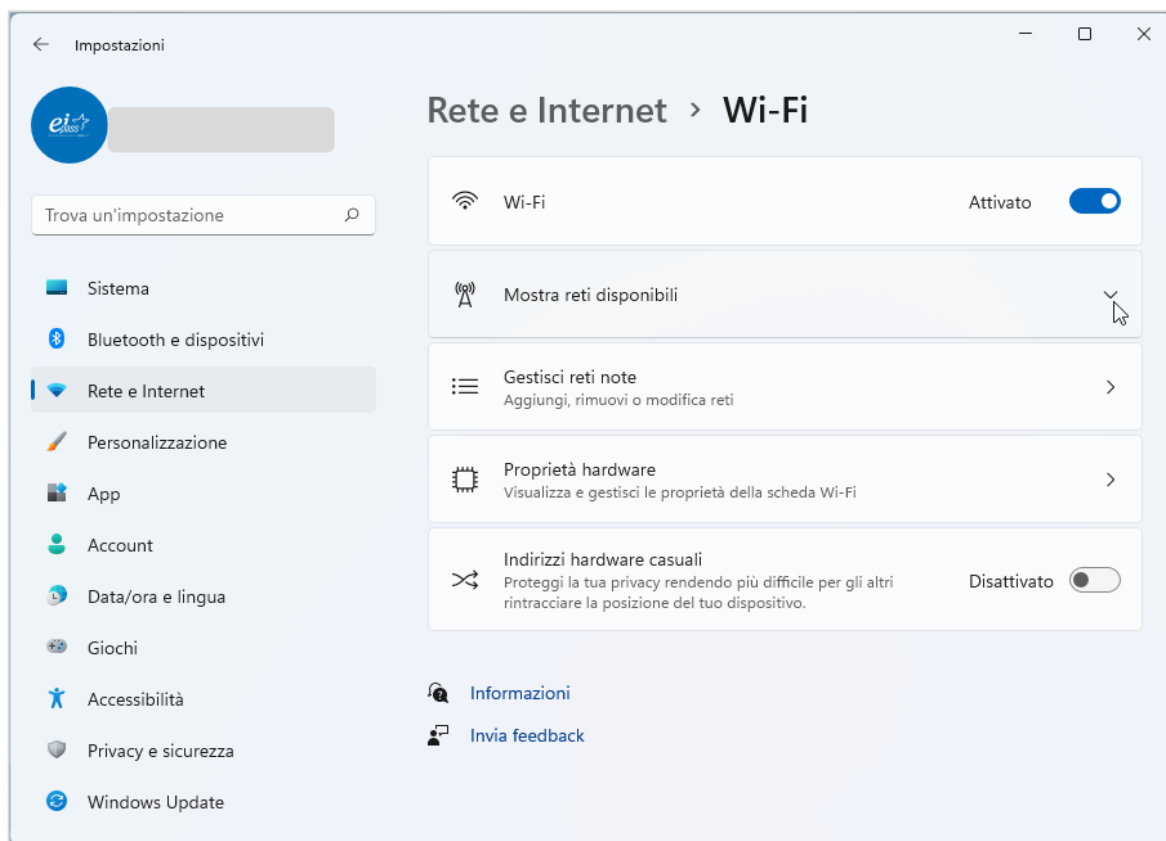 Impostazioni
eipass
Trova un'impostazione
Sistema
Bluetooth e dispositivi
Rete e Internet
Personalizzazione
App
Account
Data/ora e lingua
Giochi
Accessibilità
Privacy e sicurezza
Windows Update
Rete e Internet > Wi-Fi
Wi-Fi Attivato
Mostra reti disponibili
Gestisci reti note
Aggiungi, rimuovi o modifica reti
Proprietà hardware
Visualizza e gestisci le proprietà della scheda Wi-Fi
Indirizzi hardware casuali
Proteggi la tua privacy rendendo più difficile per gli altri
rintracciare la posizione del tuo dispositivo.
Disattivato
Informazioni
Invia feedback